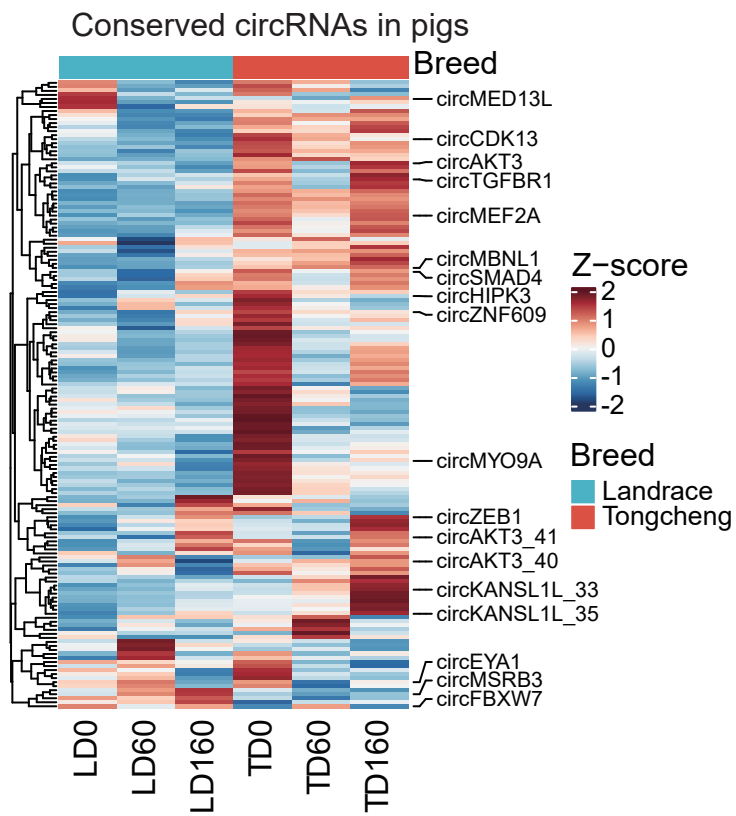 Conserved circRNAs in pigs
Breed
circMED13L
circCDK13
circAKT3
circTGFBR1
circMEF2A
circMBNL1
circSMAD4
circHIPK3
circZNF609
circMYO9A
circZEB1
circAKT3_41
circAKT3_40
circKANSL1L_33
circKANSL1L_35
circEYA1
circMSRB3
circFBXW7
Z−score
2
1
0
-1
-2
Breed
Landrace
Tongcheng
LD0
LD60
LD160
TD0
TD60
TD160